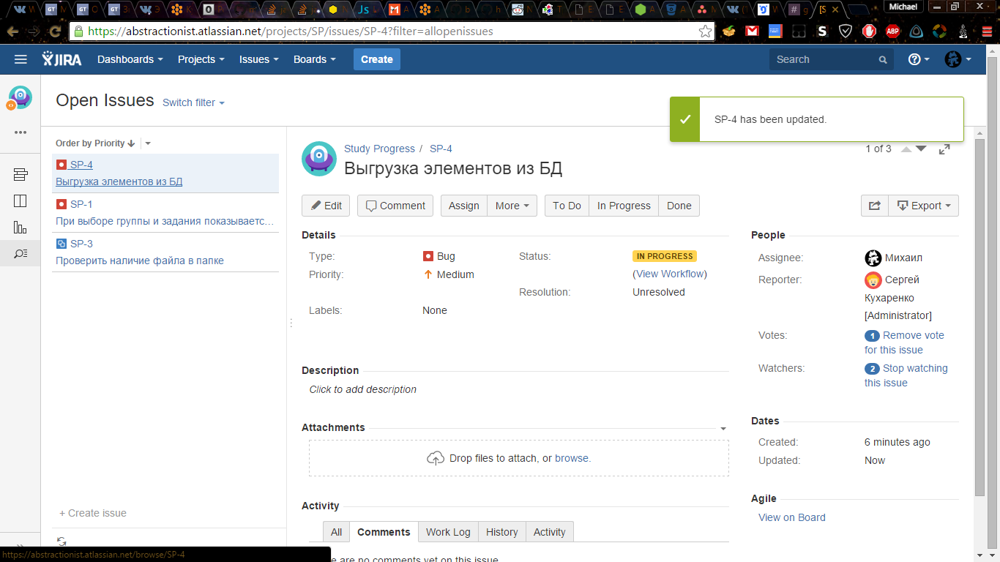 Michael
https://abstractionist.atlassian.net/projects/SP/issues/SP-4?filter=allopenissues
JIRA Dashboards Projects Issues Boards Create Search
Open Issues Switch filter
SP-4 has been updated.
Order by Priority
SP-4
Выгрузка элементов из БД
SP-1
При выборе группы и задания показываетс...
SP-3
Проверить наличие файла в папке
+ Create issue
Study Progress / SP-4
1 of 3
Выгрузка элементов из БД
Edit Comment Assign More To Do In Progress Done Export
Details
Type: Bug
Status: IN PROGRESS
(View Workflow)
Priority: Medium
Resolution: Unresolved
Labels: None
Description
Click to add description
Attachments
Drop files to attach, or browse.
Activity
All Comments Work Log History Activity
e are no comments yet on this issue
People
Assignee: Михаил
Reporter: Сергей
Кухаренко
[Administrator]
Votes: 1 Remove vote
for this issue
Watchers: 2 Stop watching
this issue
Dates
Created: 6 minutes ago
Updated: Now
Agile
View on Board
https://abstractionist.atlassian.net/browse/SP-4